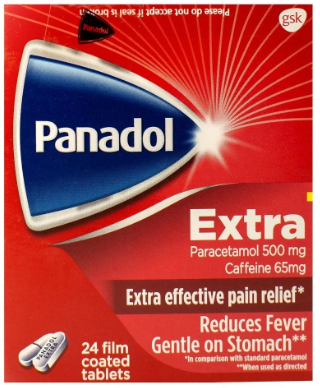 Please do not accept if seal is broken
Panadol
gsk
Panadol
Extra
Paracetamol 500 mg
Caffeine 65mg
Extra effective pain relief*
Reduces Fever
Gentle on Stomach**
*In comparison with standard paracetamol
**When used as directed
24 film
coated
tablets
PANADOL
EXTRA